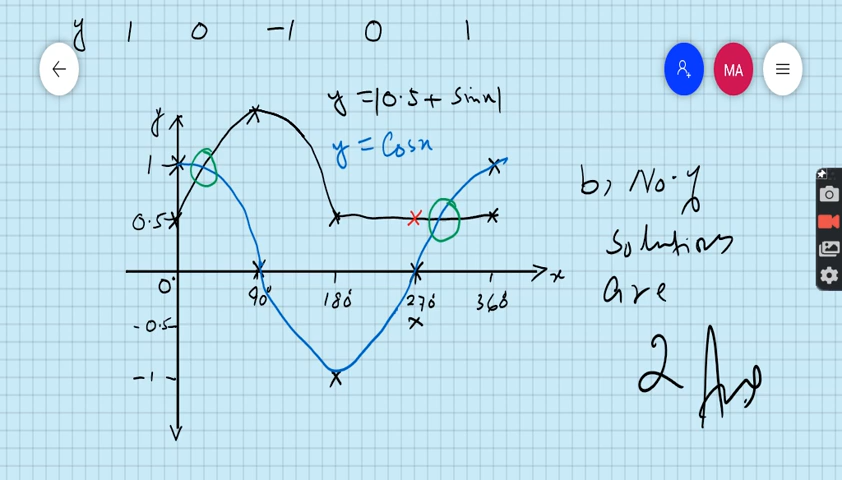 y 1 0 -1 0 1
MA
y = |0.5 + sinx|
y = cosx
y
1
0.5
0°
-0.5
-1
90°
180°
270°
360°
x
b, No. of
solutions
are
2 Ans